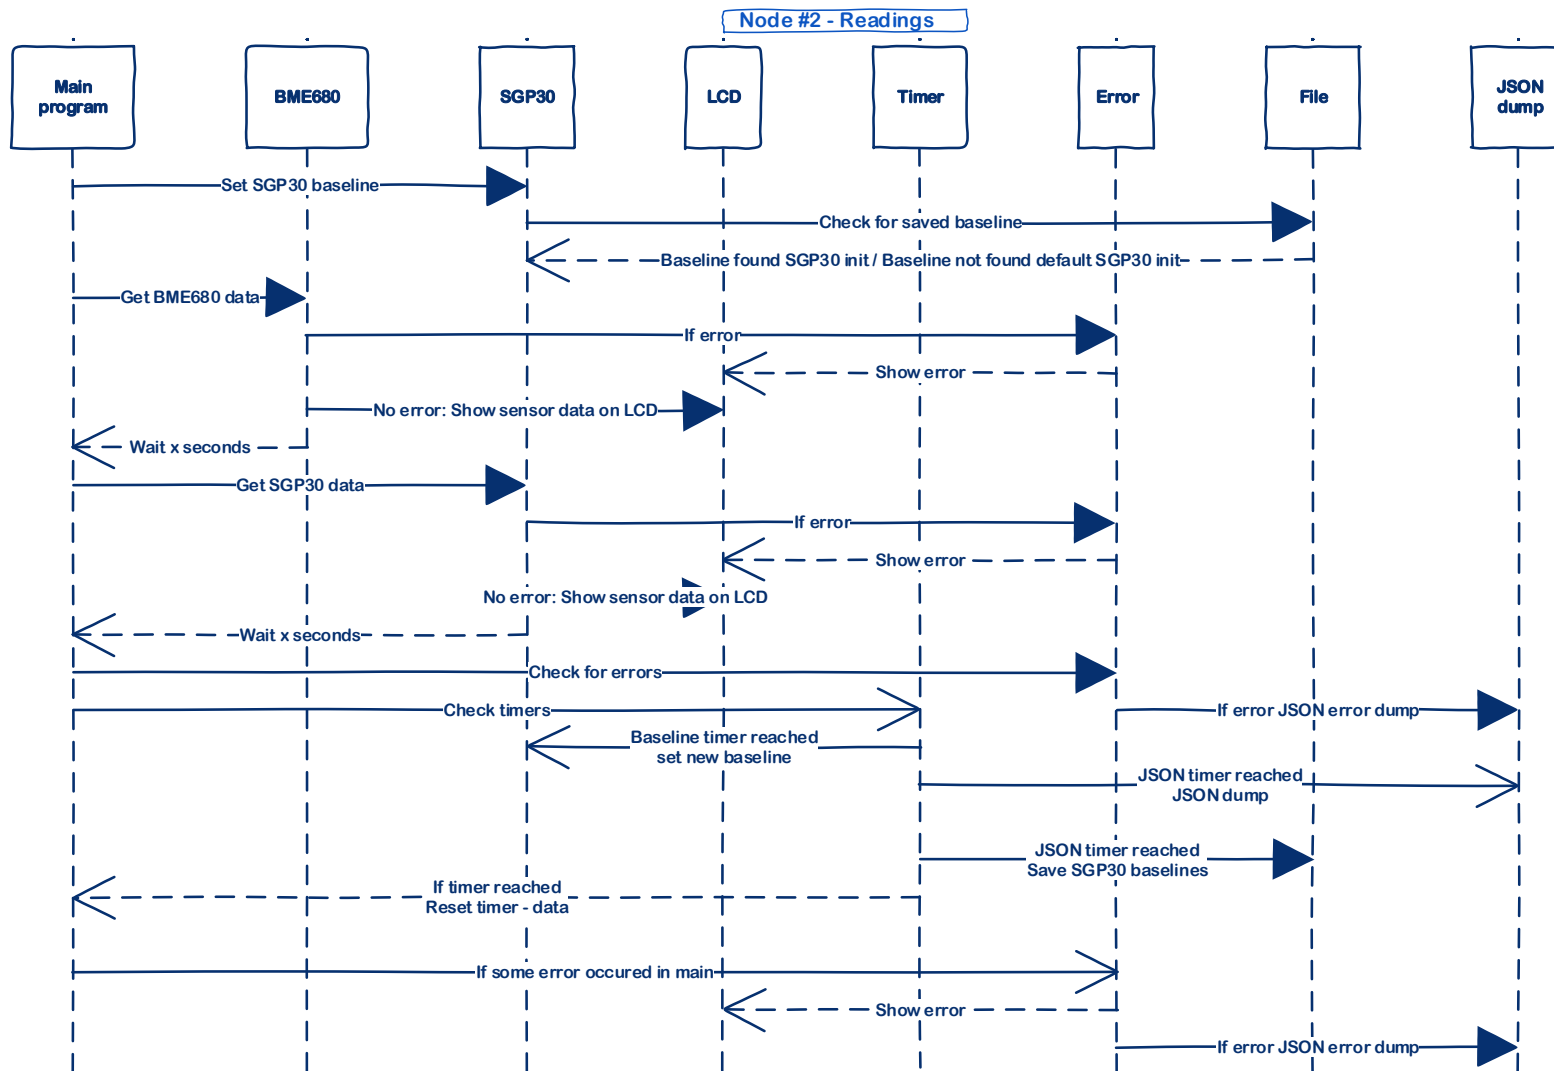 Node #2 - Readings
Main
program
BME680
SGP30
LCD
Timer
Error
File
JSON
dump
Set SGP30 baseline
Check for saved baseline
Baseline found SGP30 init / Baseline not found default SGP30 init
Get BME680 data
If error
Show error
No error: Show sensor data on LCD
Wait x seconds
Get SGP30 data
If error
Show error
No error: Show sensor data on LCD
Wait x seconds
Check for errors
Check timers
If error JSON error dump
Baseline timer reached
set new baseline
JSON timer reached
JSON dump
JSON timer reached
Save SGP30 baselines
If timer reached
Reset timer - data
If some error occured in main
Show error
If error JSON error dump